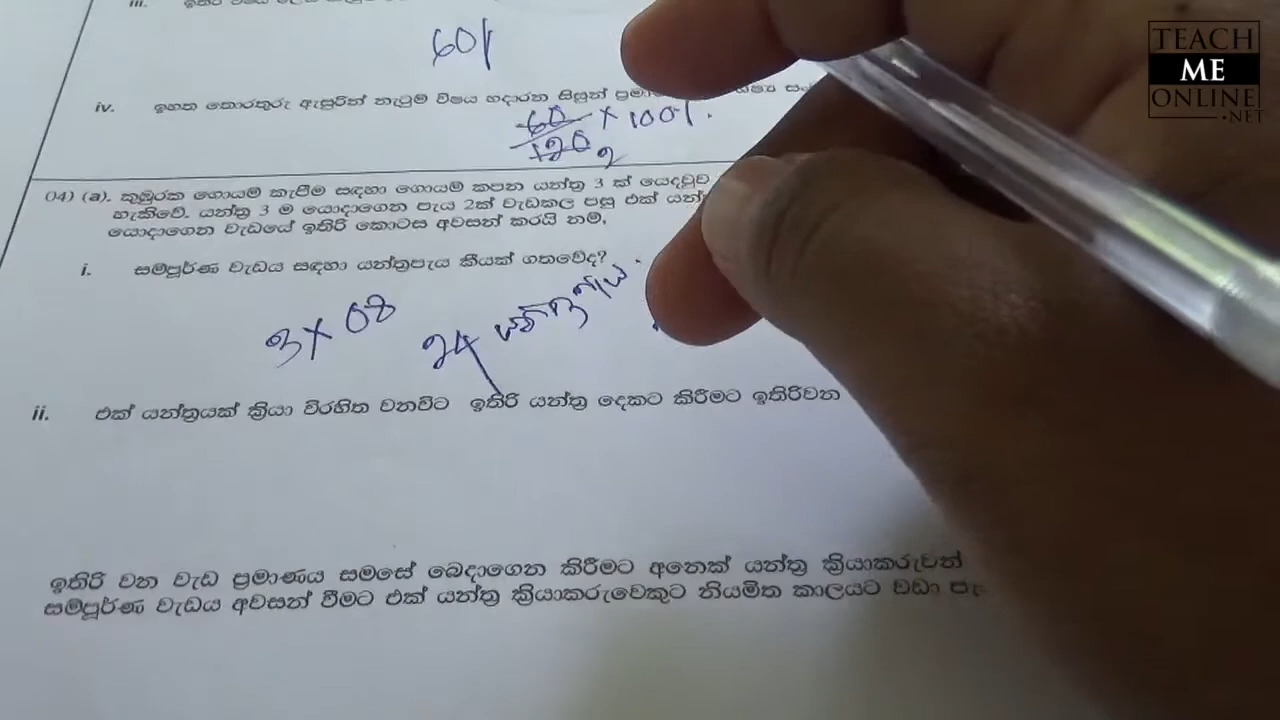 TEACH
ME
ONLINE
.NET
60%
iv. ඉහත තොරතුරු ඇසුරින් නැටුම් විෂය හදාරන සිසුන්
60/120 2 × 100%.
04) (a). කුඹුරක ගොයම් කැපීම සඳහා ගොයම් කපන යන්ත්‍ර 3 ක් යෙදවූව
හැකිවේ. යන්ත්‍ර 3 ම යොදාගෙන පැය 2ක් වැඩකල පසු එක්
යොදාගෙන වැඩයේ ඉතිරි කොටස අවසන් කරයි නම්,
i. සම්පූර්ණ වැඩය සඳහා යන්ත්‍රපැය කීයක් ගතවේද?
3 × 08 24 යන්ත්‍ර පැය
ii. එක් යන්ත්‍රයක් ක්‍රියා විරහිත වනවිට ඉතිරි යන්ත්‍ර දෙකට කිරීමට ඉතිරිවන
ඉතිරි වන වැඩ ප්‍රමාණය සමසේ බෙදාගෙන කිරීමට අනෙක් යන්ත්‍ර ක්‍රියාකරුවන්
සම්පූර්ණ වැඩය අවසන් වීමට එක් යන්ත්‍ර ක්‍රියාකරුවෙකුට නියමිත කාලයට වඩා